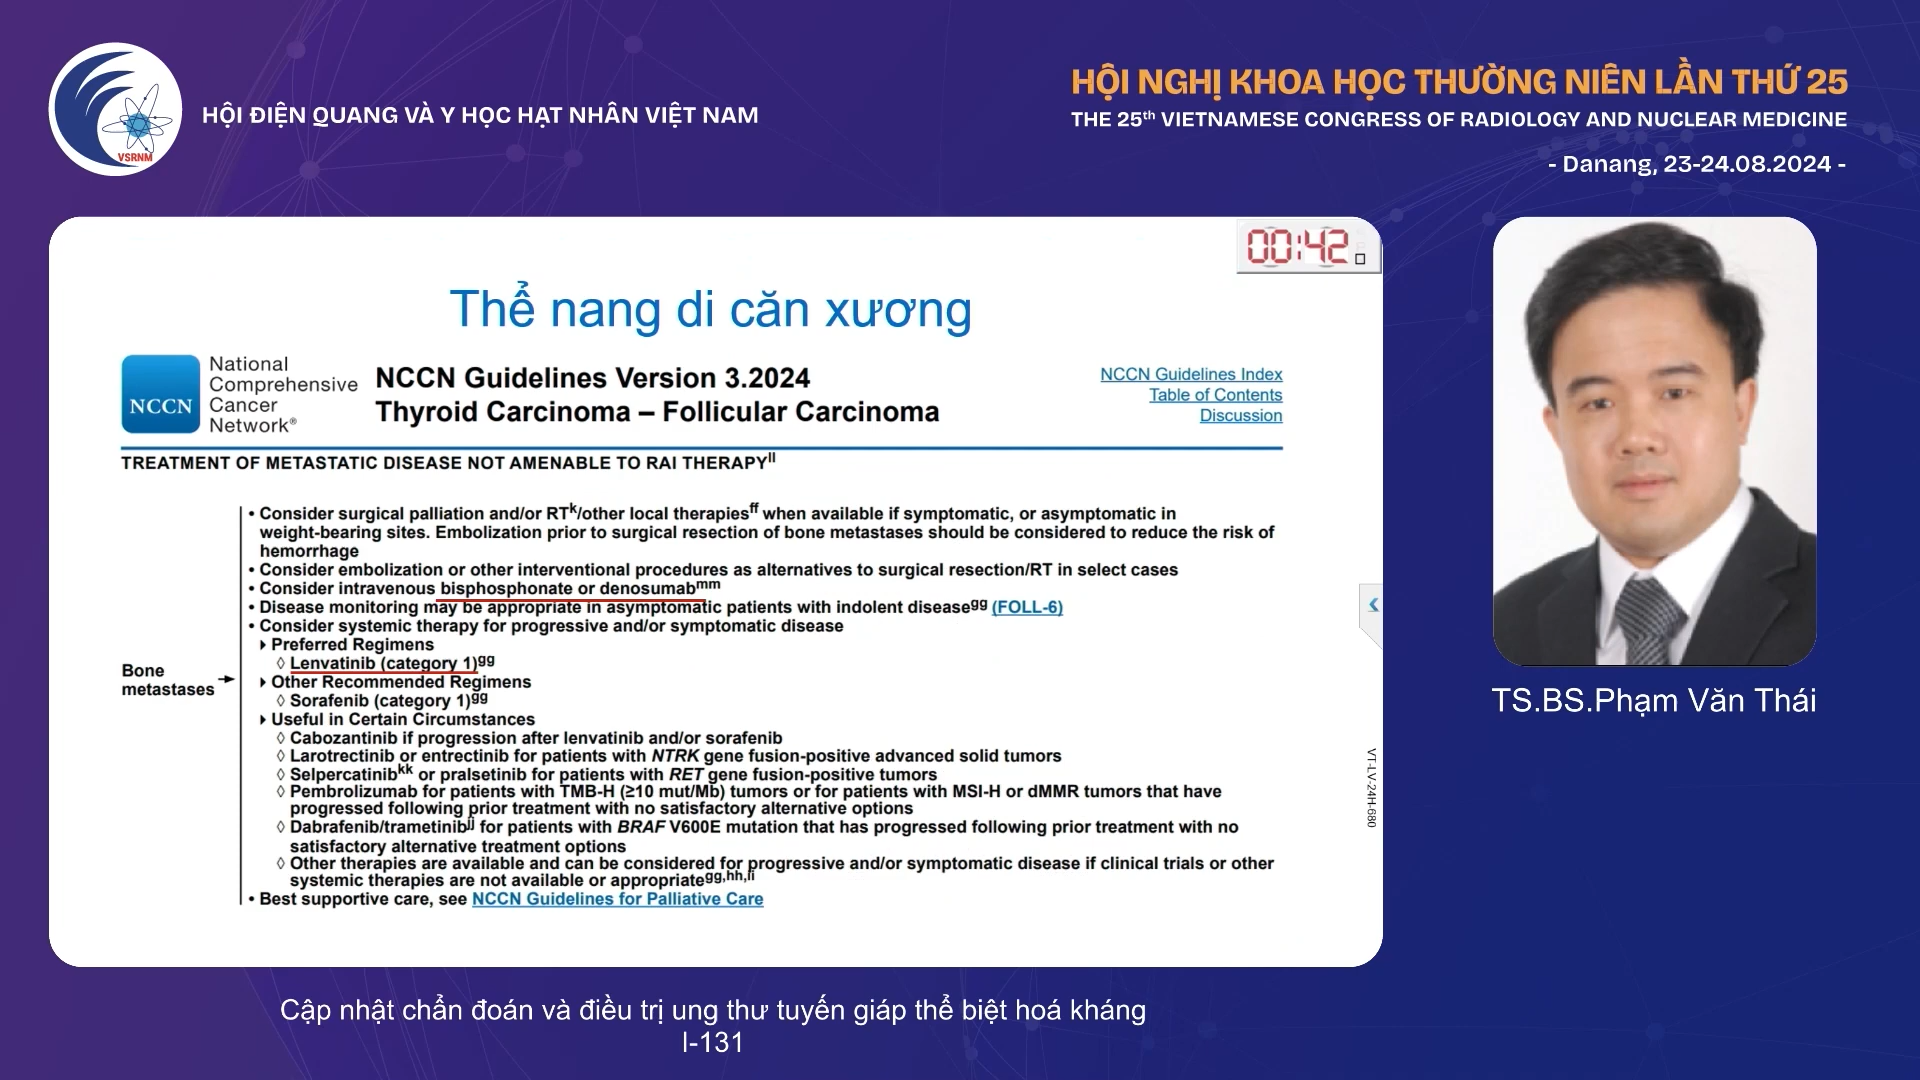 VSRNM
HỘI ĐIỆN QUANG VÀ Y HỌC HẠT NHÂN VIỆT NAM
HỘI NGHỊ KHOA HỌC THƯỜNG NIÊN LẦN THỨ 25
THE 25th VIETNAMESE CONGRESS OF RADIOLOGY AND NUCLEAR MEDICINE
- Danang, 23-24.08.2024 -
00:42
Thể nang di căn xương
NCCN
National
Comprehensive
Cancer
Network®
NCCN Guidelines Version 3.2024
Thyroid Carcinoma – Follicular Carcinoma
NCCN Guidelines Index
Table of Contents
Discussion
TREATMENT OF METASTATIC DISEASE NOT AMENABLE TO RAI THERAPYll
Bone
metastases
• Consider surgical palliation and/or RTk/other local therapiesff when available if symptomatic, or asymptomatic in
weight-bearing sites. Embolization prior to surgical resection of bone metastases should be considered to reduce the risk of
hemorrhage
• Consider embolization or other interventional procedures as alternatives to surgical resection/RT in select cases
• Consider intravenous bisphosphonate or denosumabmm
• Disease monitoring may be appropriate in asymptomatic patients with indolent diseasegg (FOLL-6)
• Consider systemic therapy for progressive and/or symptomatic disease
Preferred Regimens
◊ Lenvatinib (category 1)gg
Other Recommended Regimens
◊ Sorafenib (category 1)gg
Useful in Certain Circumstances
◊ Cabozantinib if progression after lenvatinib and/or sorafenib
◊ Larotrectinib or entrectinib for patients with NTRK gene fusion-positive advanced solid tumors
◊ Selpercatinibkk or pralsetinib for patients with RET gene fusion-positive tumors
◊ Pembrolizumab for patients with TMB-H (≥10 mut/Mb) tumors or for patients with MSI-H or dMMR tumors that have
progressed following prior treatment with no satisfactory alternative options
◊ Dabrafenib/trametinibjj for patients with BRAF V600E mutation that has progressed following prior treatment with no
satisfactory alternative treatment options
◊ Other therapies are available and can be considered for progressive and/or symptomatic disease if clinical trials or other
systemic therapies are not available or appropriategg,hh,ii
• Best supportive care, see NCCN Guidelines for Palliative Care
VT-LV-24H-680
TS.BS.Phạm Văn Thái
Cập nhật chẩn đoán và điều trị ung thư tuyến giáp thể biệt hoá kháng
I-131